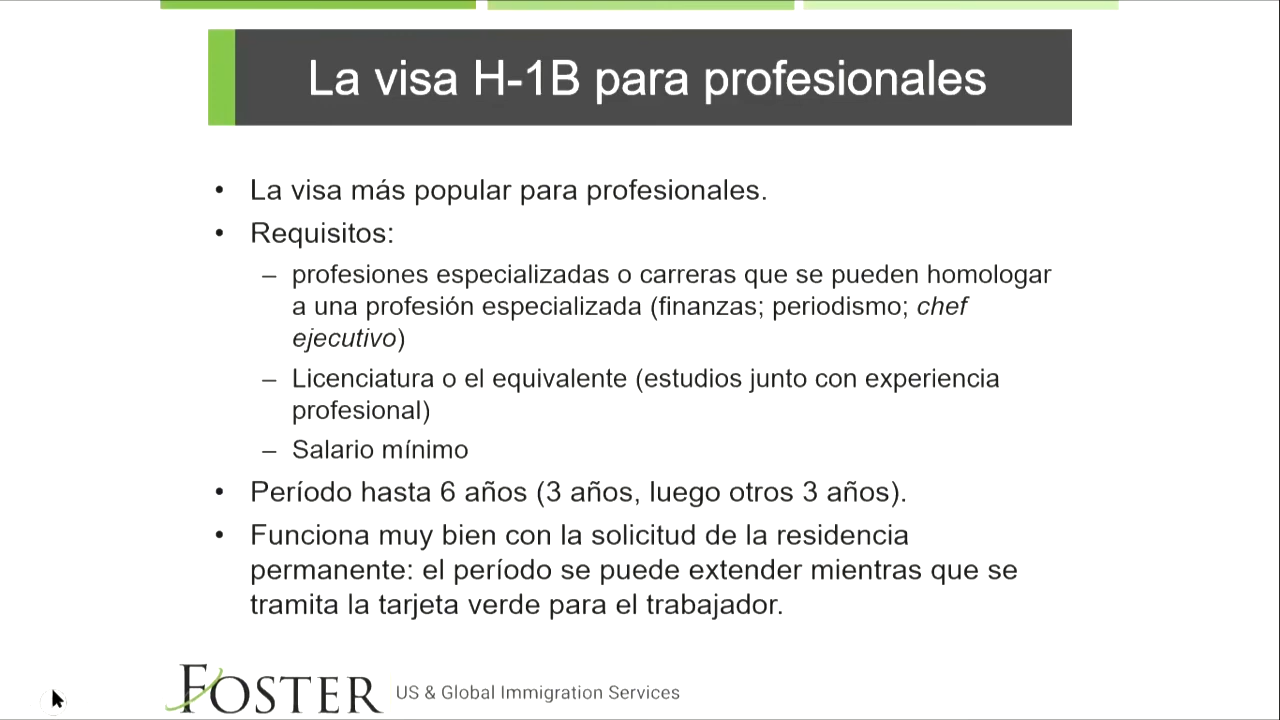 La visa H-1B para profesionales
• La visa más popular para profesionales.
• Requisitos:
– profesiones especializadas o carreras que se pueden homologar
a una profesión especializada (finanzas; periodismo; chef
ejecutivo)
– Licenciatura o el equivalente (estudios junto con experiencia
profesional)
– Salario mínimo
• Período hasta 6 años (3 años, luego otros 3 años).
• Funciona muy bien con la solicitud de la residencia
permanente: el período se puede extender mientras que se
tramita la tarjeta verde para el trabajador.
FOSTER US & Global Immigration Services